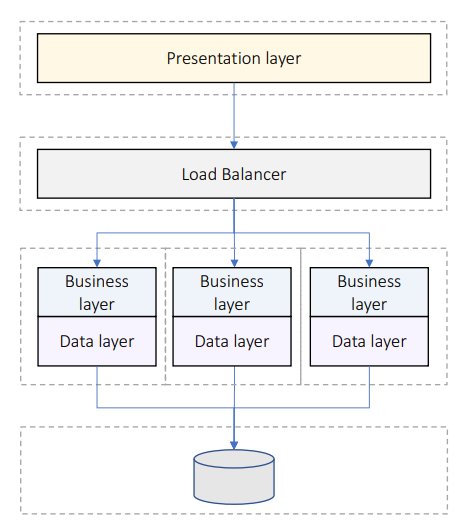 Presentation layer
Load Balancer
Business
layer
Data layer
Business
layer
Data layer
Business
layer
Data layer